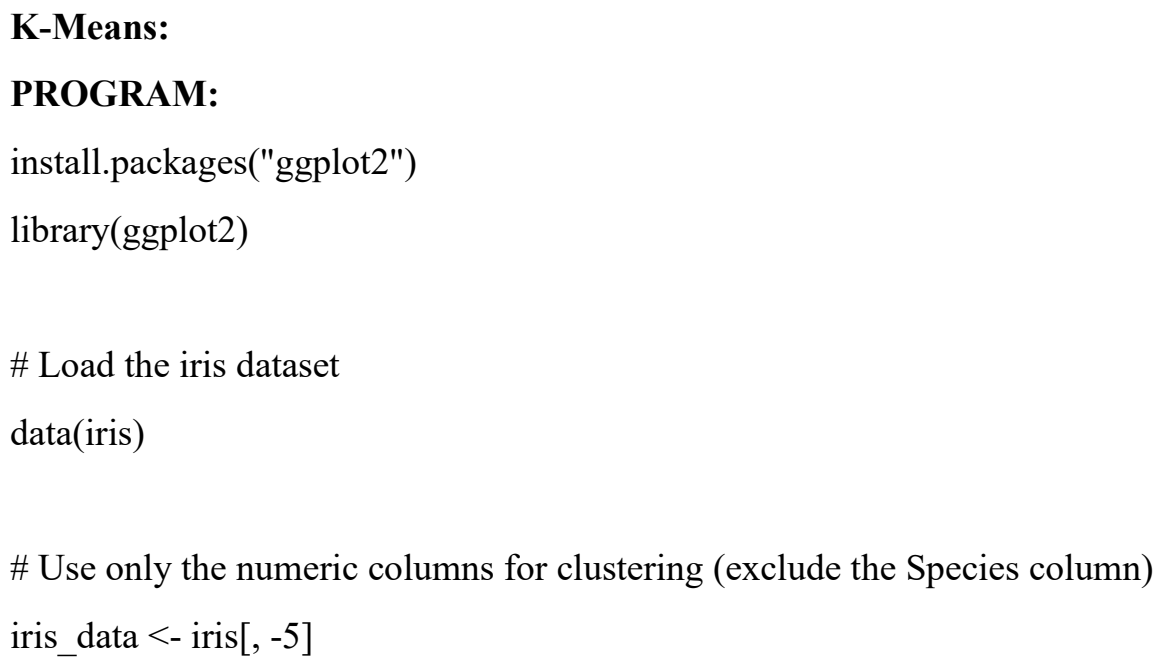 K-Means:
PROGRAM:
install.packages("ggplot2")
library(ggplot2)
# Load the iris dataset
data(iris)
# Use only the numeric columns for clustering (exclude the Species column)
iris_data <- iris[, -5]